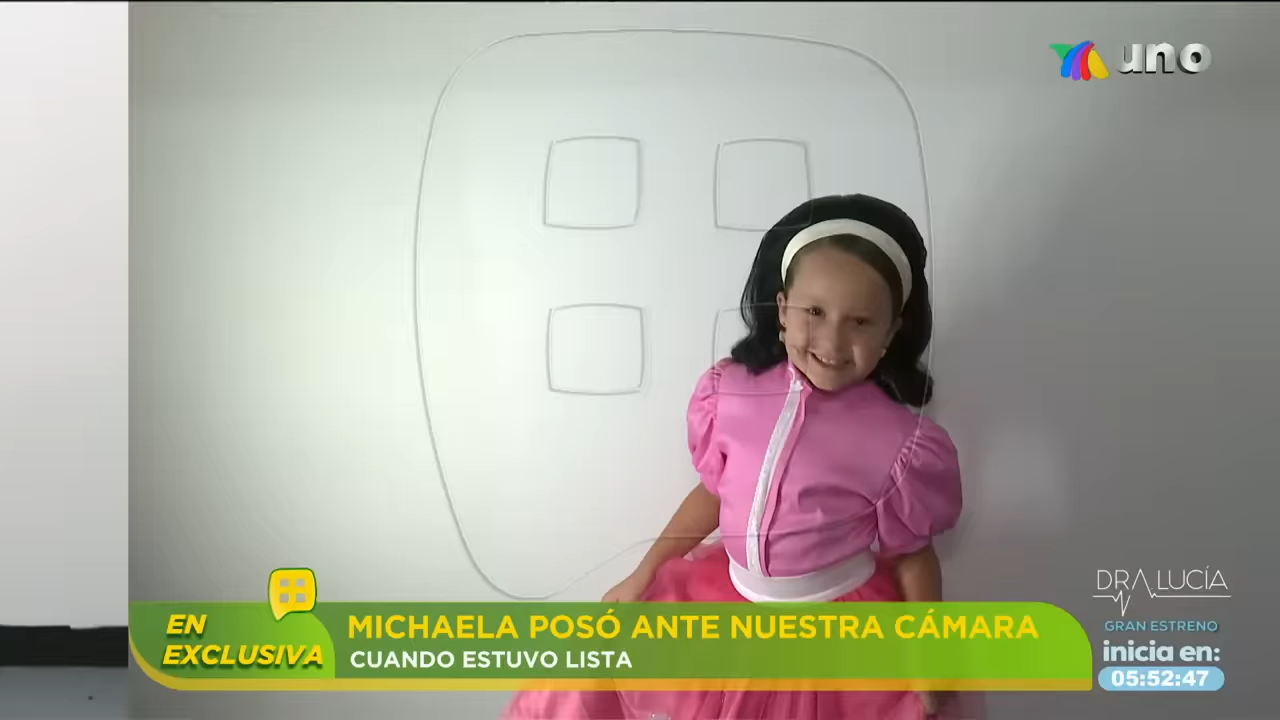 uno
EN
EXCLUSIVA
MICHAELA POSÓ ANTE NUESTRA CÁMARA
CUANDO ESTUVO LISTA
DRA LUCÍA
GRAN ESTRENO
inicia en:
05:52:47